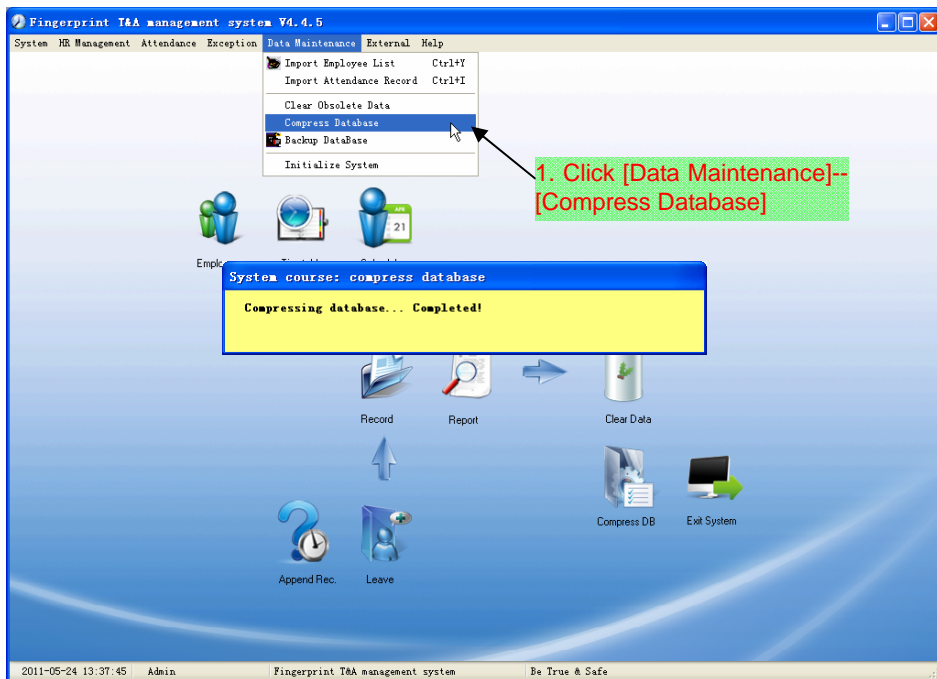 Fingerprint T&A management system V4.4.5
System HR Management Attendance Exception Data Maintenance External Help
Import Employee List Ctrl+Y
Import Attendance Record Ctrl+I
Clear Obsolete Data
Compress Database
Backup DataBase
Initialize System
1. Click [Data Maintenance]--
[Compress Database]
APR
21
System course: compress database
Compressing database... Completed!
Record Report Clear Data
Compress DB Exit System
Append Rec. Leave
2011-05-24 13:37:45 Admin Fingerprint T&A management system Be True & Safe